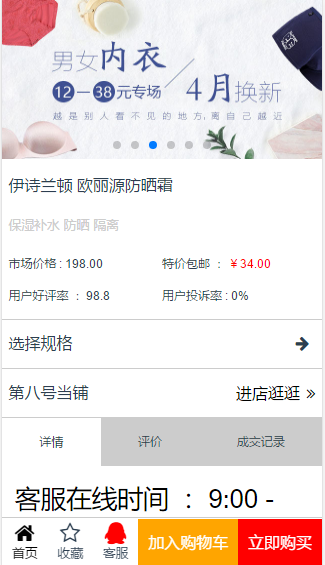 男女内衣
12—38元专场
4月换新
越是别人看不见的地方,离自己越近
伊诗兰顿 欧丽源防晒霜
保湿补水 防晒 隔离
市场价格 : 198.00 特价包邮 ： ￥34.00
用户好评率 ： 98.8 用户投诉率 : 0%
选择规格
第八号当铺 进店逛逛 »
详情 评价 成交记录
客服在线时间 ： 9:00 -
首页 收藏 客服 加入购物车 立即购买